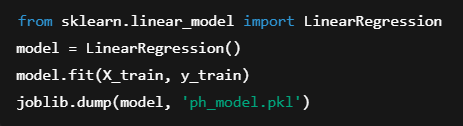 from sklearn.linear_model import LinearRegression
model = LinearRegression()
model.fit(X_train, y_train)
joblib.dump(model, 'ph_model.pkl')